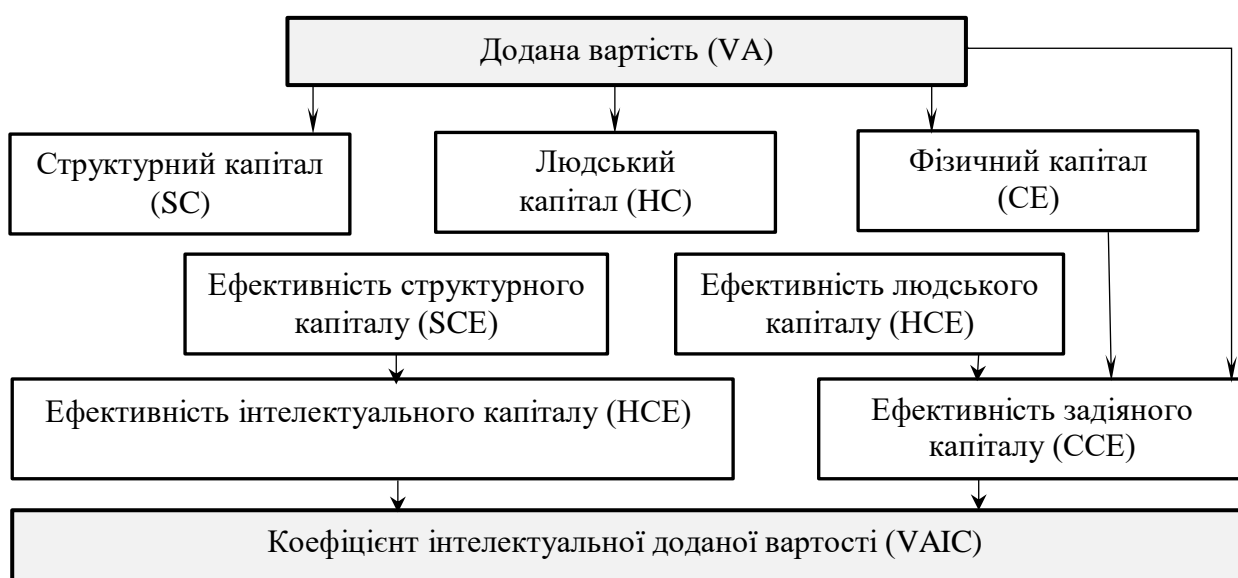 Додана вартість (VA)
Структурний капітал
(SC)
Людський
капітал (HC)
Фізичний капітал
(CE)
Ефективність структурного
капіталу (SCE)
Ефективність людського
капіталу (HCE)
Ефективність інтелектуального капіталу (HCE)
Ефективність задіяного
капіталу (CCE)
Коефіцієнт інтелектуальної доданої вартості (VAIC)